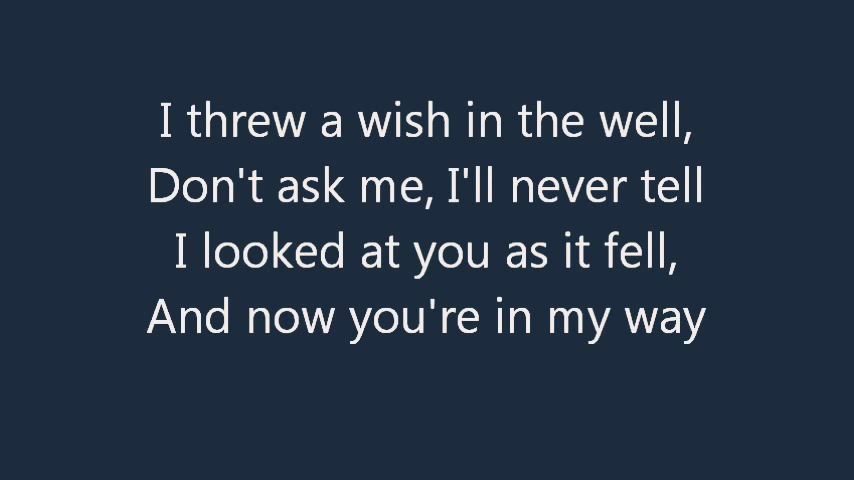 I threw a wish in the well,
Don't ask me, I'll never tell
I looked at you as it fell,
And now you're in my way